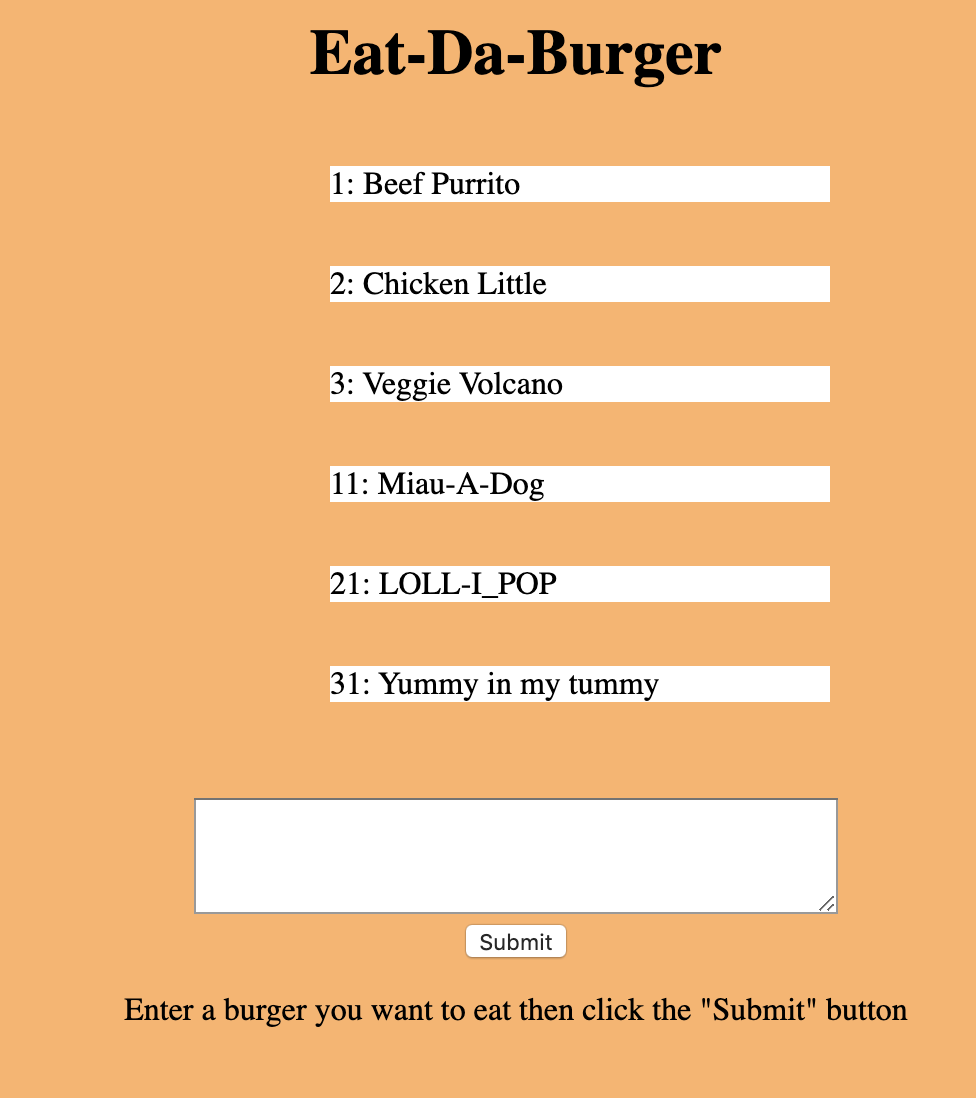 Eat-Da-Burger
1: Beef Purrito
2: Chicken Little
3: Veggie Volcano
11: Miau-A-Dog
21: LOLL-I_POP
31: Yummy in my tummy
Submit
Enter a burger you want to eat then click the "Submit" button